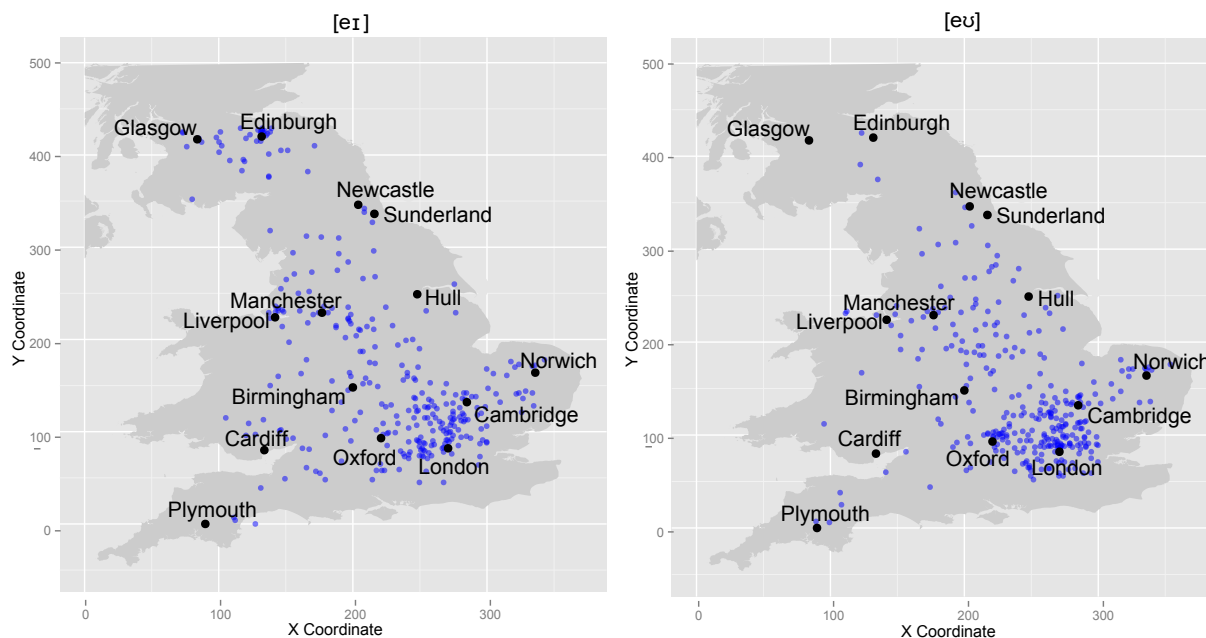 [eɪ]
500
400
300
200
100
0
Y Coordinate
Glasgow
Edinburgh
Newcastle
Sunderland
Manchester
Hull
Liverpool
Norwich
Birmingham
Cambridge
Cardiff
Oxford
London
Plymouth
0 100 200 300
X Coordinate
[eʊ]
500
400
300
200
100
0
Y Coordinate
Glasgow
Edinburgh
Newcastle
Sunderland
Manchester
Hull
Liverpool
Norwich
Birmingham
Cambridge
Cardiff
Oxford
London
Plymouth
0 100 200 300
X Coordinate